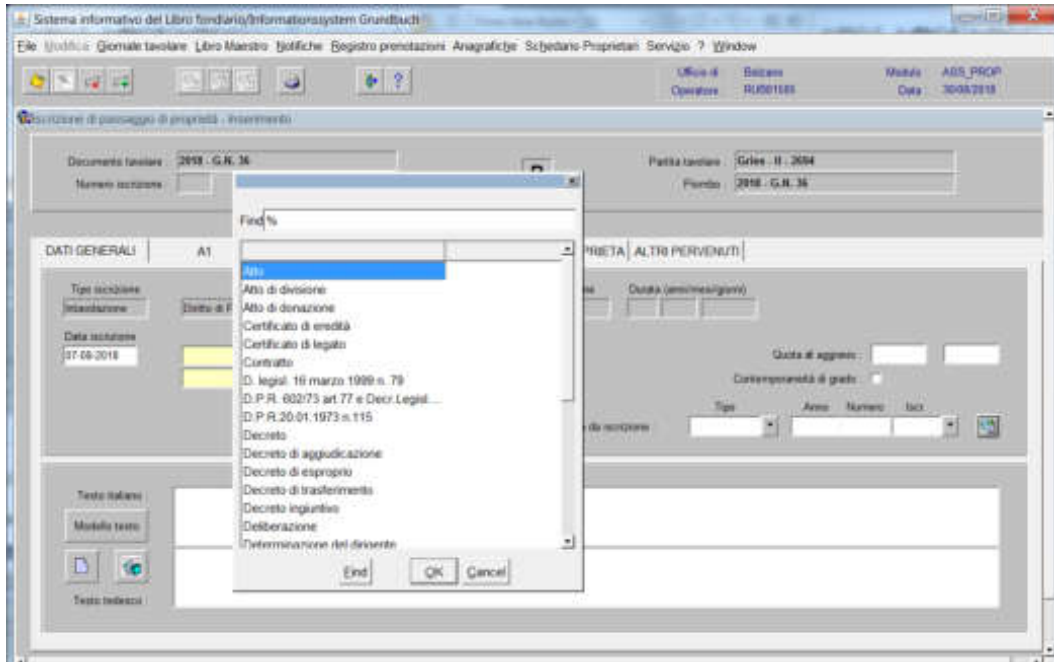 Sistema informativo del Libro fondiario/Informationssystem Grundbuch
File Modifica Giornale tavolare Libro Maestro Notifiche Registro prenotazioni Anagrafiche Schedario Proprietari Servizio ? Window
Ufficio di Bolzano Modulo ABS_PROP
Operatore Data 30/08/2018
Iscrizione di passaggio di proprietà - Inserimento
Documento tavolare 2018 - G.N. 36 Partita tavolare Gries - II - 2694
Numero iscrizione Piombo 2018 - G.N. 36
Find %
DATI GENERALI A1 PRIETA ALTRI PERVENUTI
Tipo iscrizione Durata (anni/mesi/giorni)
Intavolazione Diritto di P
Data iscrizione
07-08-2018
Quota di aggravio :
Contemporaneità di grado :
Tipo Anno Numero Iscr.
da iscrizione
Atto
Atto di divisione
Atto di donazione
Certificato di eredità
Certificato di legato
Contratto
D. legisl. 16 marzo 1999 n. 79
D.P.R. 602/73 art 77 e Decr.Legisl....
D.P.R.20.01.1973 n.115
Decreto
Decreto di aggiudicazione
Decreto di esproprio
Decreto di trasferimento
Decreto ingiuntivo
Deliberazione
Determinazione del dirigente
Find OK Cancel
Testo italiano
Modello testo
Testo tedesco